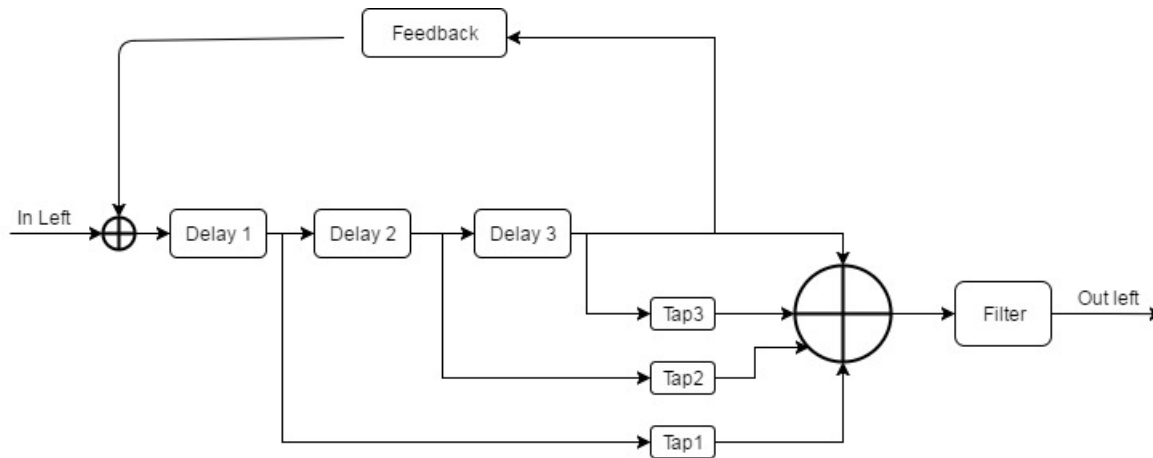 Feedback
In Left
Delay 1
Delay 2
Delay 3
Tap3
Tap2
Tap1
Filter
Out left